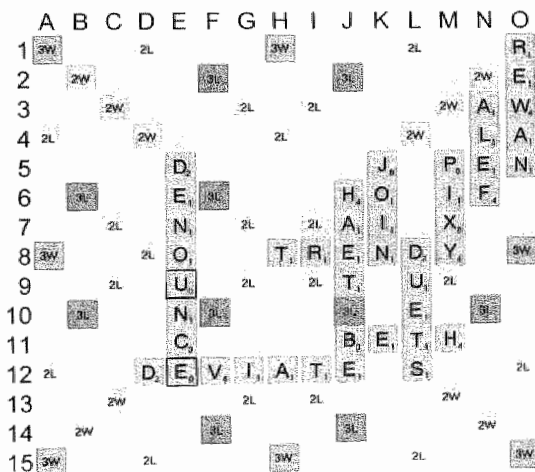 A B C D E F G H I J K L M N O
1 3W 2L 3W 2L R
2 2W 3L 3L 2W E
3 2W 2L 2L 2W A W
4 2L 2W 2L 2W L A
5 D J P E N
6 3L E 3L H O I F
7 2L N 2L 2L A I X
8 3W 2L O T R E N D Y 3W
9 2L U 2L 2L T U 2L
10 3L N 3L 3L E 3L
11 C B E T H
12 2L D E V I A T E S 2L
13 2W 2L 2L 2W
14 2W 3L 3L 2W
15 3W 2L 3W 2L 3W